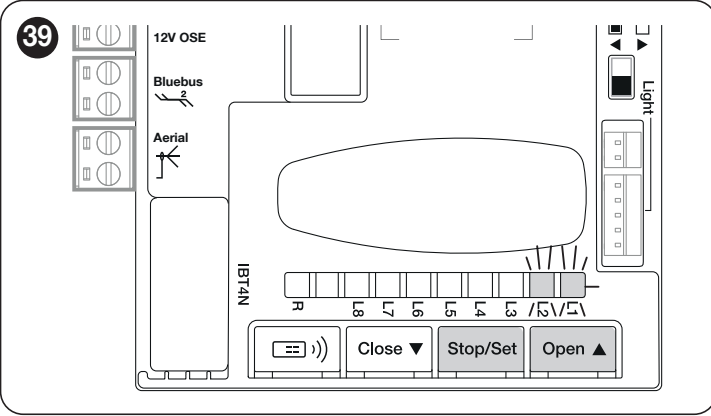 39
12V OSE
Bluebus
2
Aerial
Light
IBT4N
R L8 L7 L6 L5 L4 L3 L2 L1
Close ▼ Stop/Set Open ▲